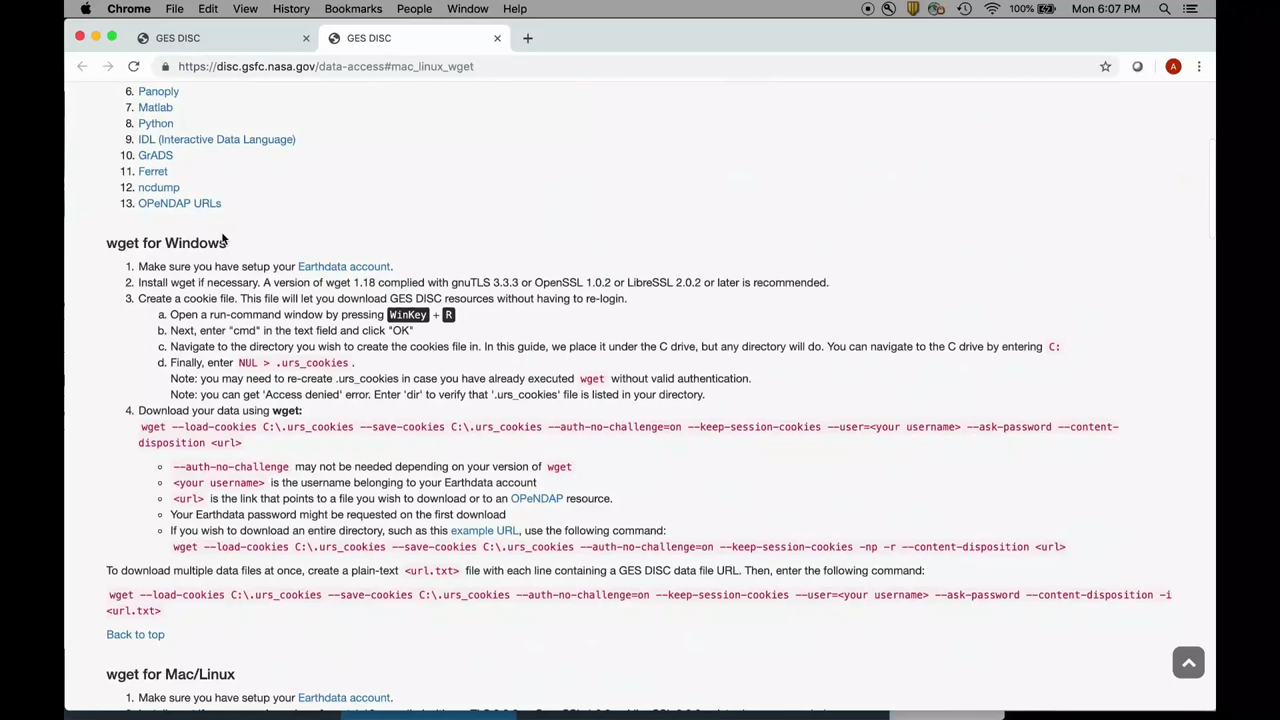 Chrome File Edit View History Bookmarks People Window Help 100% Mon 6:07 PM
GES DISC GES DISC
https://disc.gsfc.nasa.gov/data-access#mac_linux_wget A
6. Panoply
7. Matlab
8. Python
9. IDL (Interactive Data Language)
10. GrADS
11. Ferret
12. ncdump
13. OPeNDAP URLs
wget for Windows
1. Make sure you have setup your Earthdata account.
2. Install wget if necessary. A version of wget 1.18 complied with gnuTLS 3.3.3 or OpenSSL 1.0.2 or LibreSSL 2.0.2 or later is recommended.
3. Create a cookie file. This file will let you download GES DISC resources without having to re-login.
a. Open a run-command window by pressing WinKey + R
b. Next, enter "cmd" in the text field and click "OK"
c. Navigate to the directory you wish to create the cookies file in. In this guide, we place it under the C drive, but any directory will do. You can navigate to the C drive by entering C:
d. Finally, enter NUL > .urs_cookies .
Note: you may need to re-create .urs_cookies in case you have already executed wget without valid authentication.
Note: you can get 'Access denied' error. Enter 'dir' to verify that '.urs_cookies' file is listed in your directory.
4. Download your data using wget:
wget --load-cookies C:\.urs_cookies --save-cookies C:\.urs_cookies --auth-no-challenge=on --keep-session-cookies --user=<your username> --ask-password --content-
disposition <url>
--auth-no-challenge may not be needed depending on your version of wget
<your username> is the username belonging to your Earthdata account
<url> is the link that points to a file you wish to download or to an OPeNDAP resource.
Your Earthdata password might be requested on the first download
If you wish to download an entire directory, such as this example URL, use the following command:
wget --load-cookies C:\.urs_cookies --save-cookies C:\.urs_cookies --auth-no-challenge=on --keep-session-cookies -np -r --content-disposition <url>
To download multiple data files at once, create a plain-text <url.txt> file with each line containing a GES DISC data file URL. Then, enter the following command:
wget --load-cookies C:\.urs_cookies --save-cookies C:\.urs_cookies --auth-no-challenge=on --keep-session-cookies --user=<your username> --ask-password --content-disposition -i
<url.txt>
Back to top
wget for Mac/Linux
1. Make sure you have setup your Earthdata account.